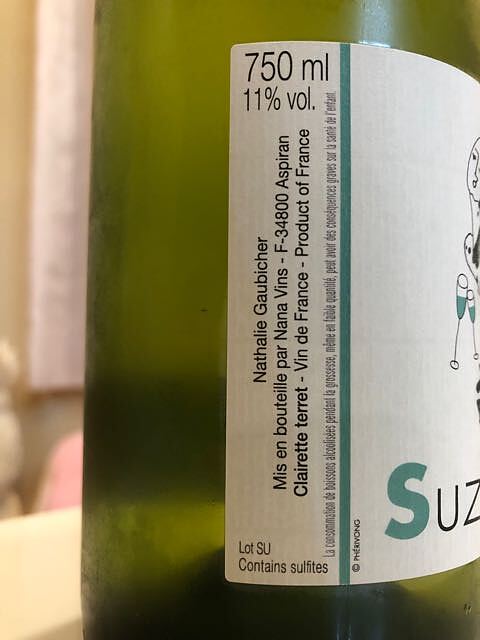 750 ml
11% vol.
Nathalie Gaubicher
Mis en bouteille par Nana Vins - F-34800 Aspiran
Clairette terret - Vin de France - Product of France
La consommation de boissons alcoolisées pendant la grossesse, même en faible quantité, peut avoir des conséquences graves sur la santé de l'enfant.
Lot SU
Contains sulfites
© PHÉRIVONG
SUZ